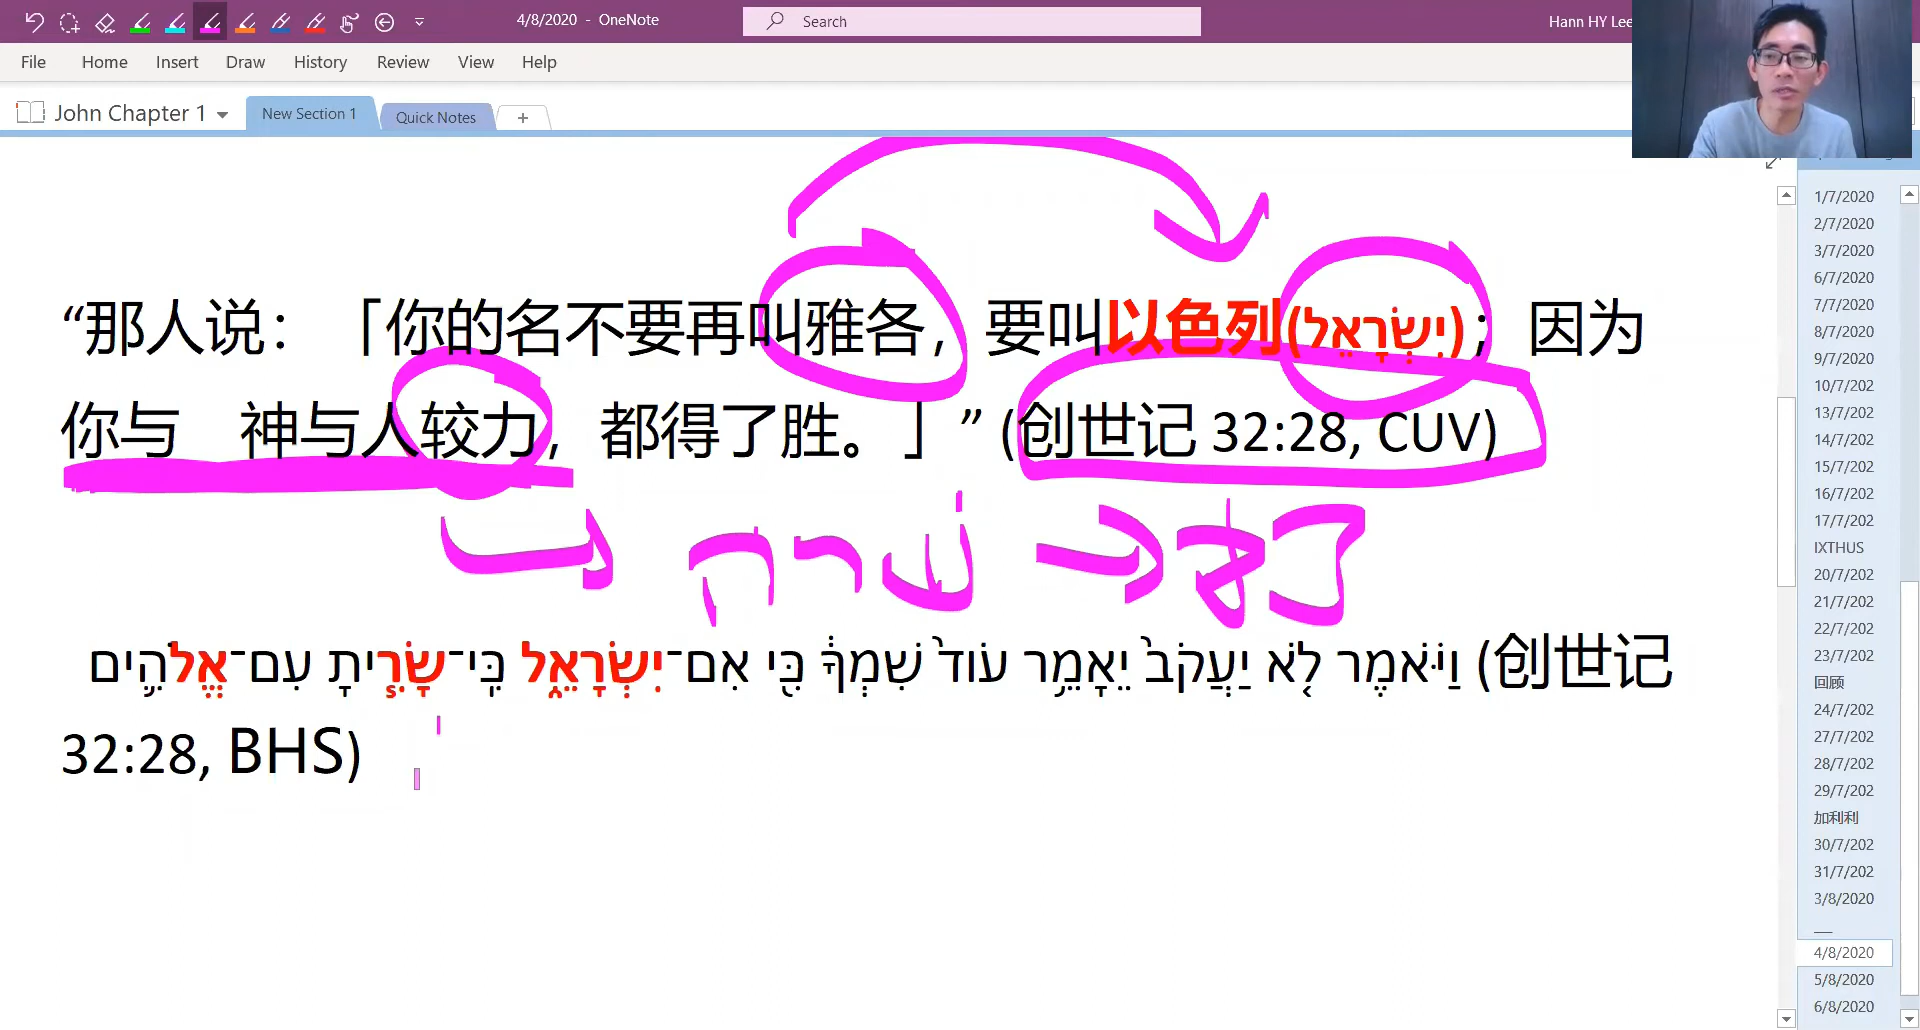 4/8/2020 - OneNote
Search
Hann HY Lee
File Home Insert Draw History Review View Help
John Chapter 1
New Section 1
Quick Notes
+
“那人说：「你的名不要再叫雅各，要叫以色列(יִשְׂרָאֵל)；因为
你与 神与人较力，都得了胜。」” (创世记 32:28, CUV)
שׂרה
וַיֹּאמֶר לֹא יַעֲקֹב יֵאָמֵר עוֹד שִׁמְךָ כִּי אִם־יִשְׂרָאֵל כִּי־שָׂרִיתָ עִם־אֱלֹהִים (创世记
32:28, BHS)
1/7/2020
2/7/2020
3/7/2020
6/7/2020
7/7/2020
8/7/2020
9/7/2020
10/7/202
13/7/202
14/7/202
15/7/202
16/7/202
17/7/202
IXTHUS
20/7/202
21/7/202
22/7/202
23/7/202
回顾
24/7/202
27/7/202
28/7/202
29/7/202
加利利
30/7/202
31/7/202
3/8/2020
4/8/2020
5/8/2020
6/8/2020